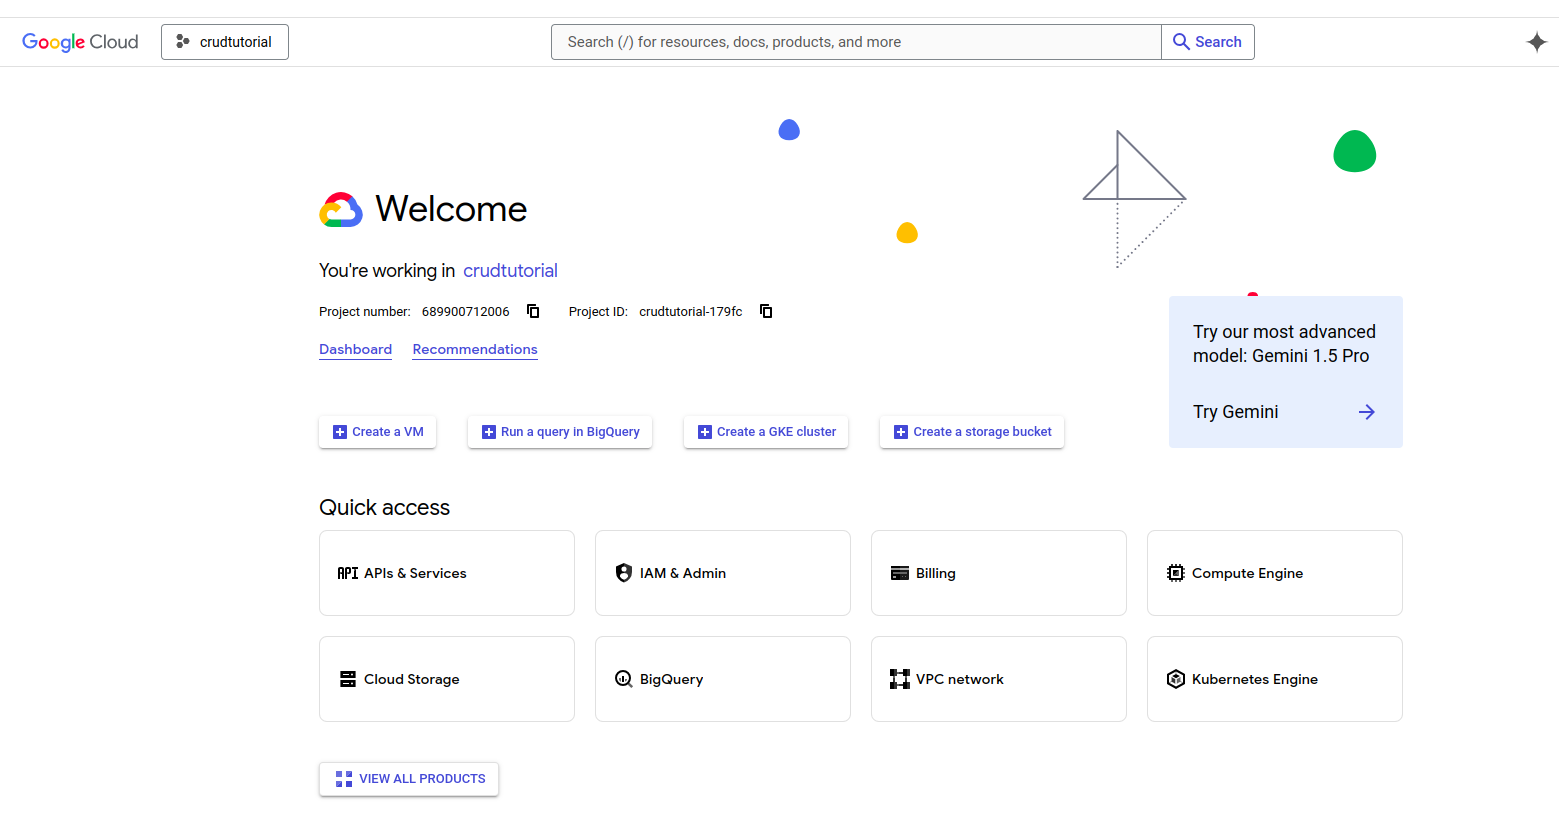 Google Cloud
crudtutorial
Search (/) for resources, docs, products, and more
Search
Welcome
You're working in crudtutorial
Project number: 689900712006 Project ID: crudtutorial-179fc
Dashboard Recommendations
Try our most advanced
model: Gemini 1.5 Pro
Try Gemini
Create a VM
Run a query in BigQuery
Create a GKE cluster
Create a storage bucket
Quick access
API APIs & Services
IAM & Admin
Billing
Compute Engine
Cloud Storage
BigQuery
VPC network
Kubernetes Engine
VIEW ALL PRODUCTS